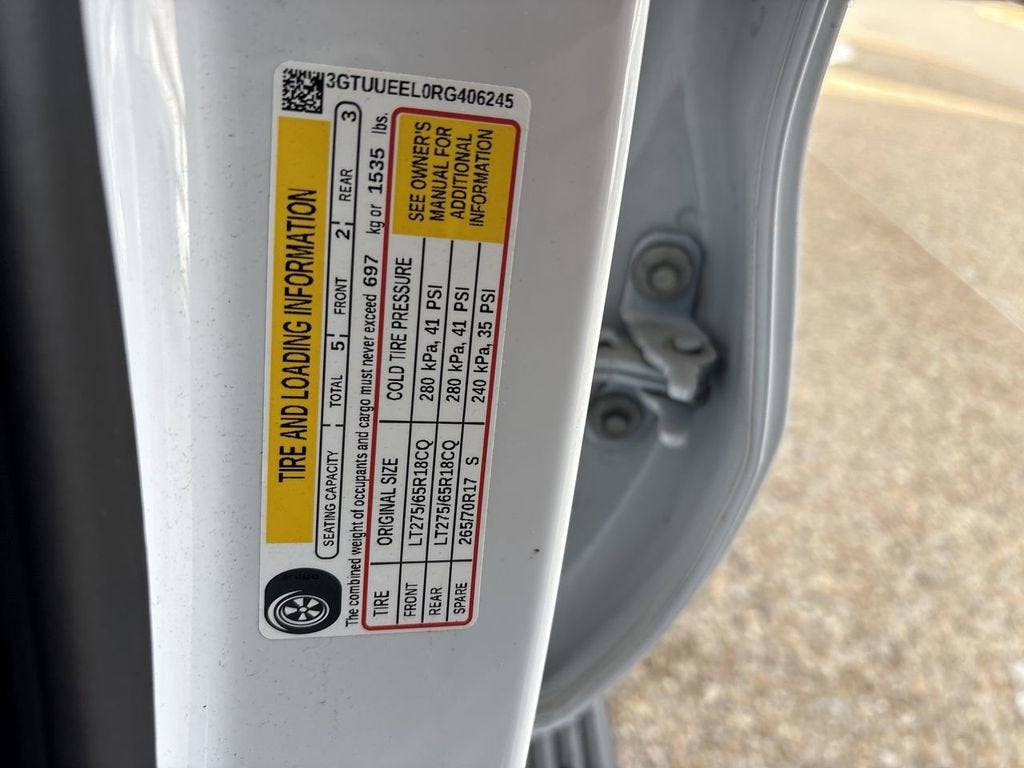 3GTUUEEL0RG406245
TIRE AND LOADING INFORMATION
SEATING CAPACITY TOTAL 5 FRONT 2 REAR 3
The combined weight of occupants and cargo must never exceed 697 kg or 1535 lbs.
TIRE ORIGINAL SIZE COLD TIRE PRESSURE
FRONT LT275/65R18CQ 280 kPa, 41 PSI
REAR LT275/65R18CQ 280 kPa, 41 PSI
SPARE 265/70R17 S 240 kPa, 35 PSI
SEE OWNER'S
MANUAL FOR
ADDITIONAL
INFORMATION